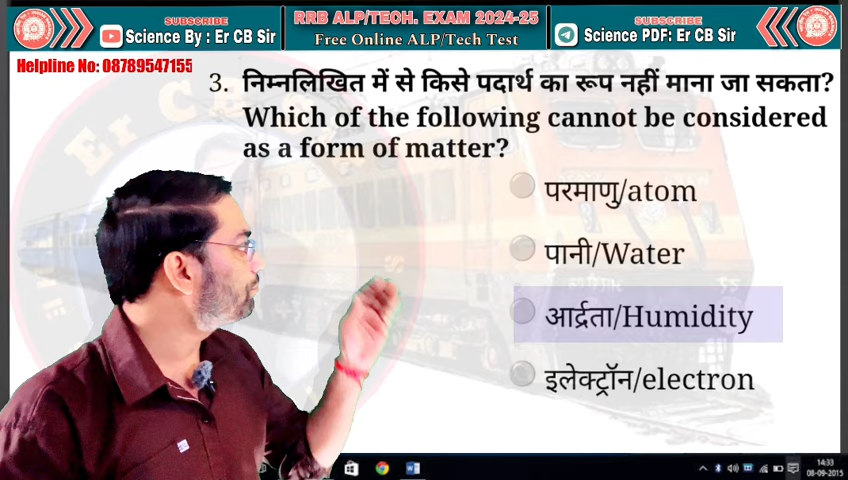 SUBSCRIBE
Science By : Er CB Sir
RRB ALP/TECH. EXAM 2024-25
Free Online ALP/Tech Test
SUBSCRIBE
Science PDF: Er CB Sir
Helpline No: 08789547155
3. निम्नलिखित में से किसे पदार्थ का रूप नहीं माना जा सकता?
Which of the following cannot be considered
as a form of matter?
परमाणु/atom
पानी/Water
आर्द्रता/Humidity
इलेक्ट्रॉन/electron
14:33
08-09-2015